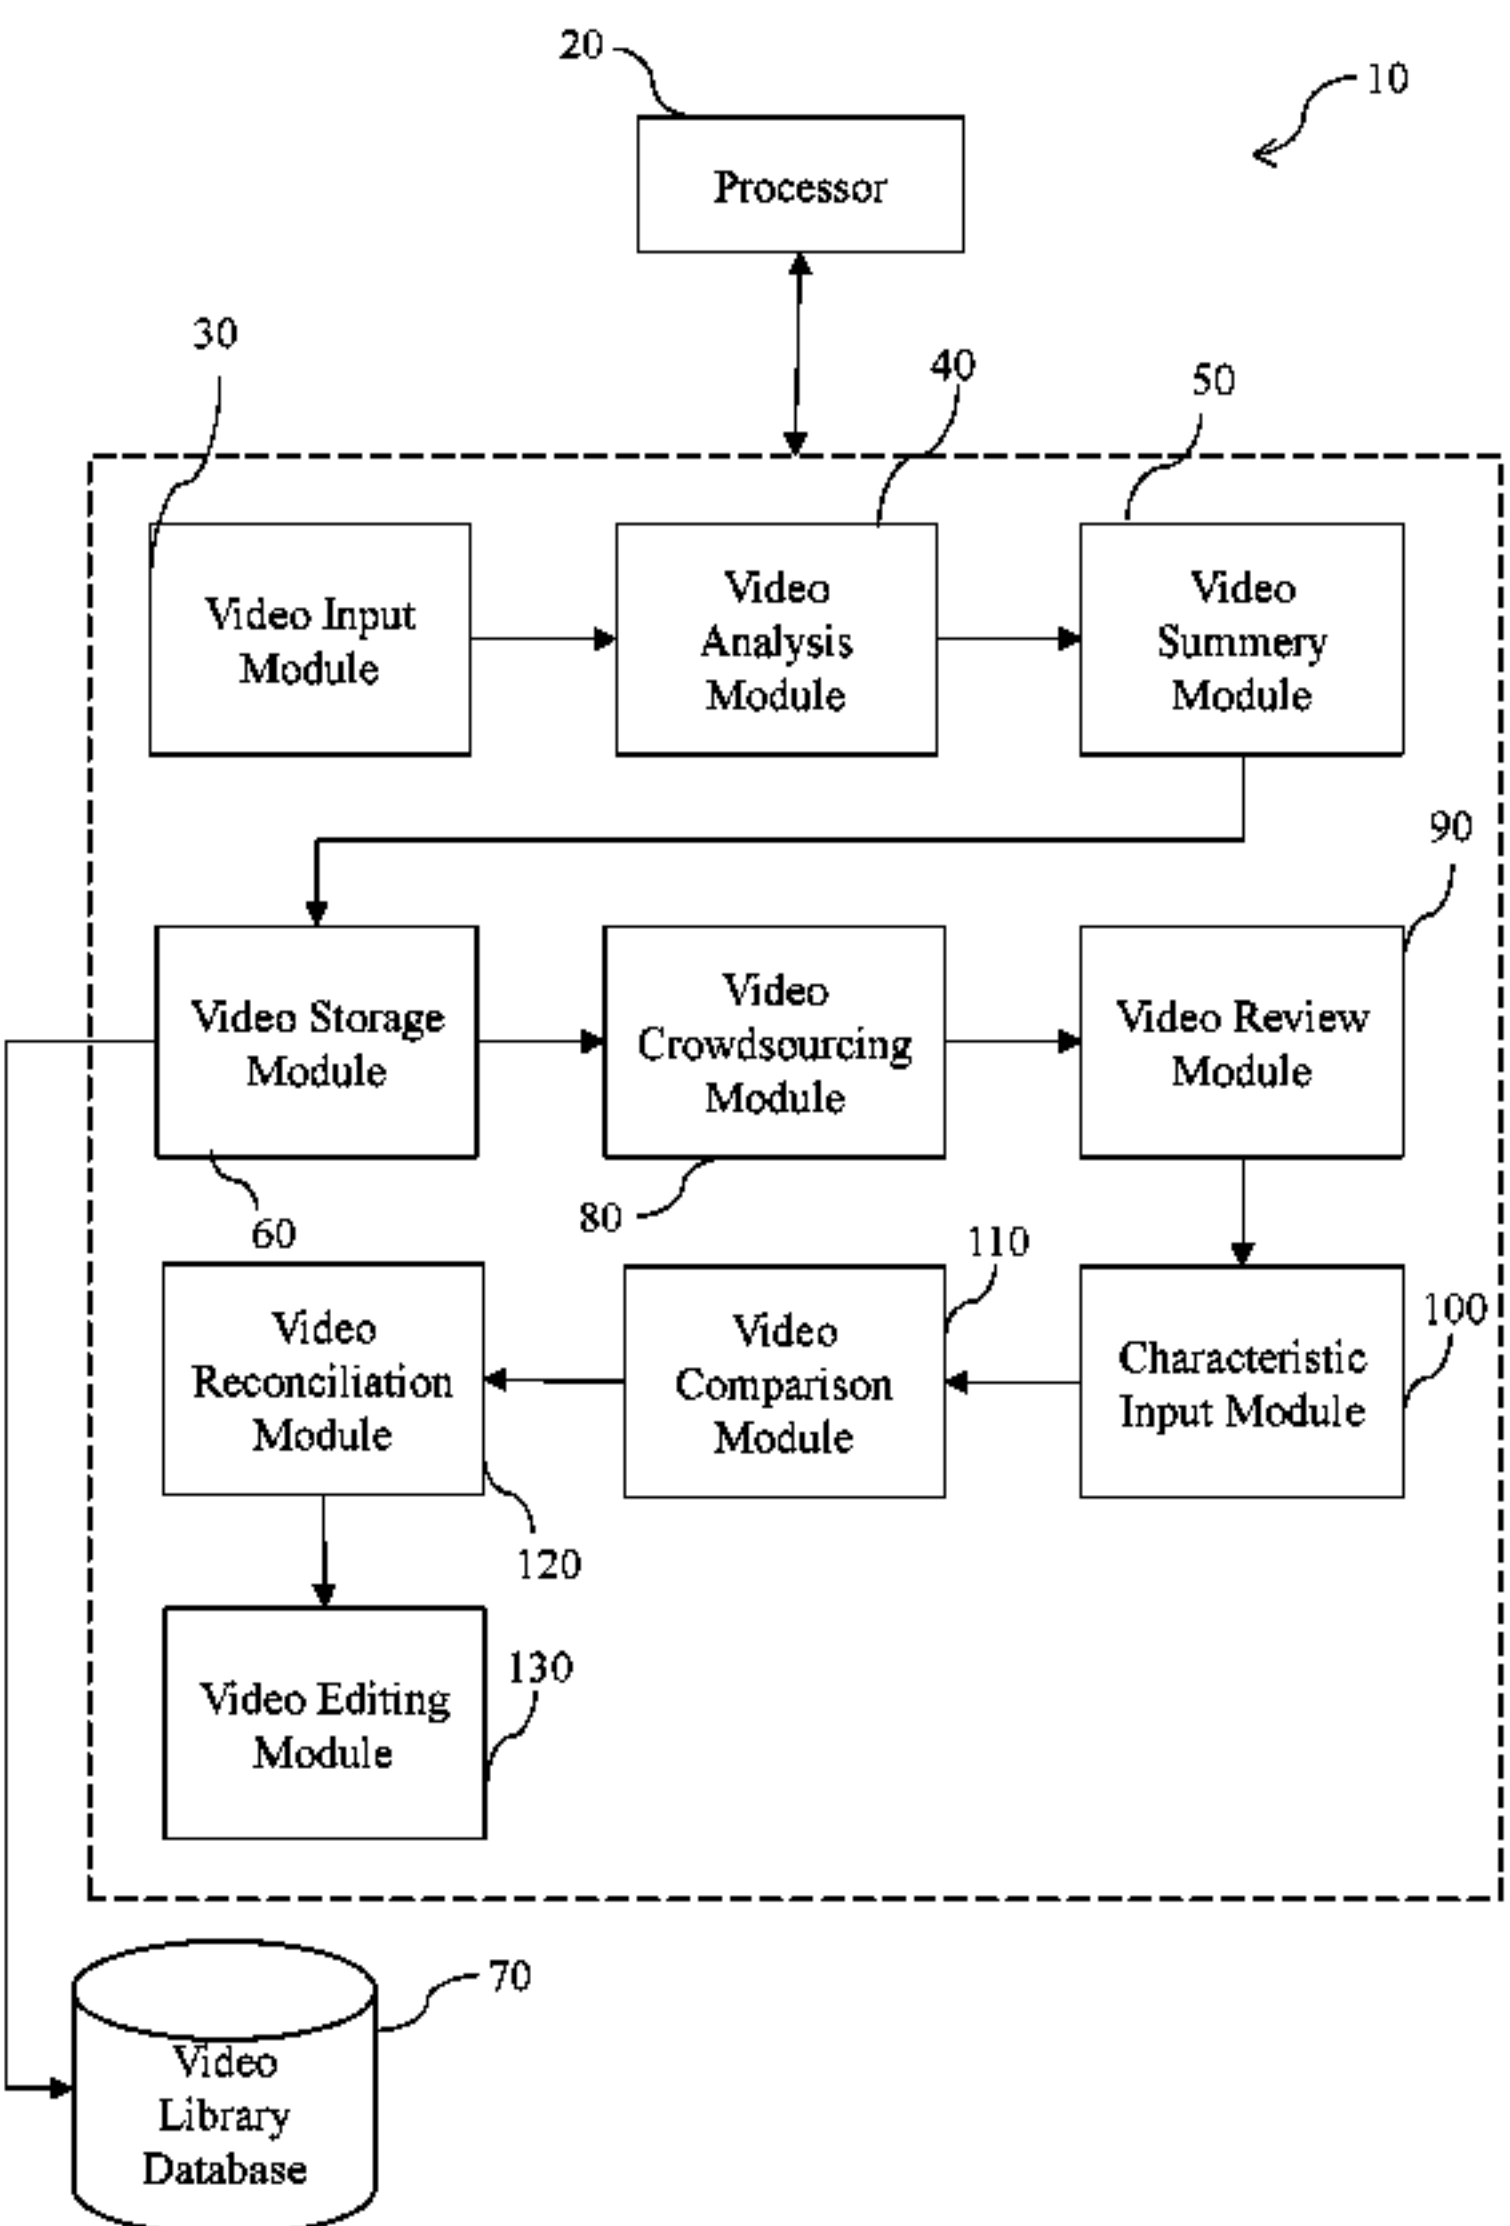 20
10
Processor
30
40
50
Video Input
Module
Video
Analysis
Module
Video
Summery
Module
90
Video Storage
Module
Video
Crowdsourcing
Module
Video Review
Module
60
80
110
100
Video
Reconciliation
Module
Video
Comparison
Module
Characteristic
Input Module
120
130
Video Editing
Module
70
Video
Library
Database